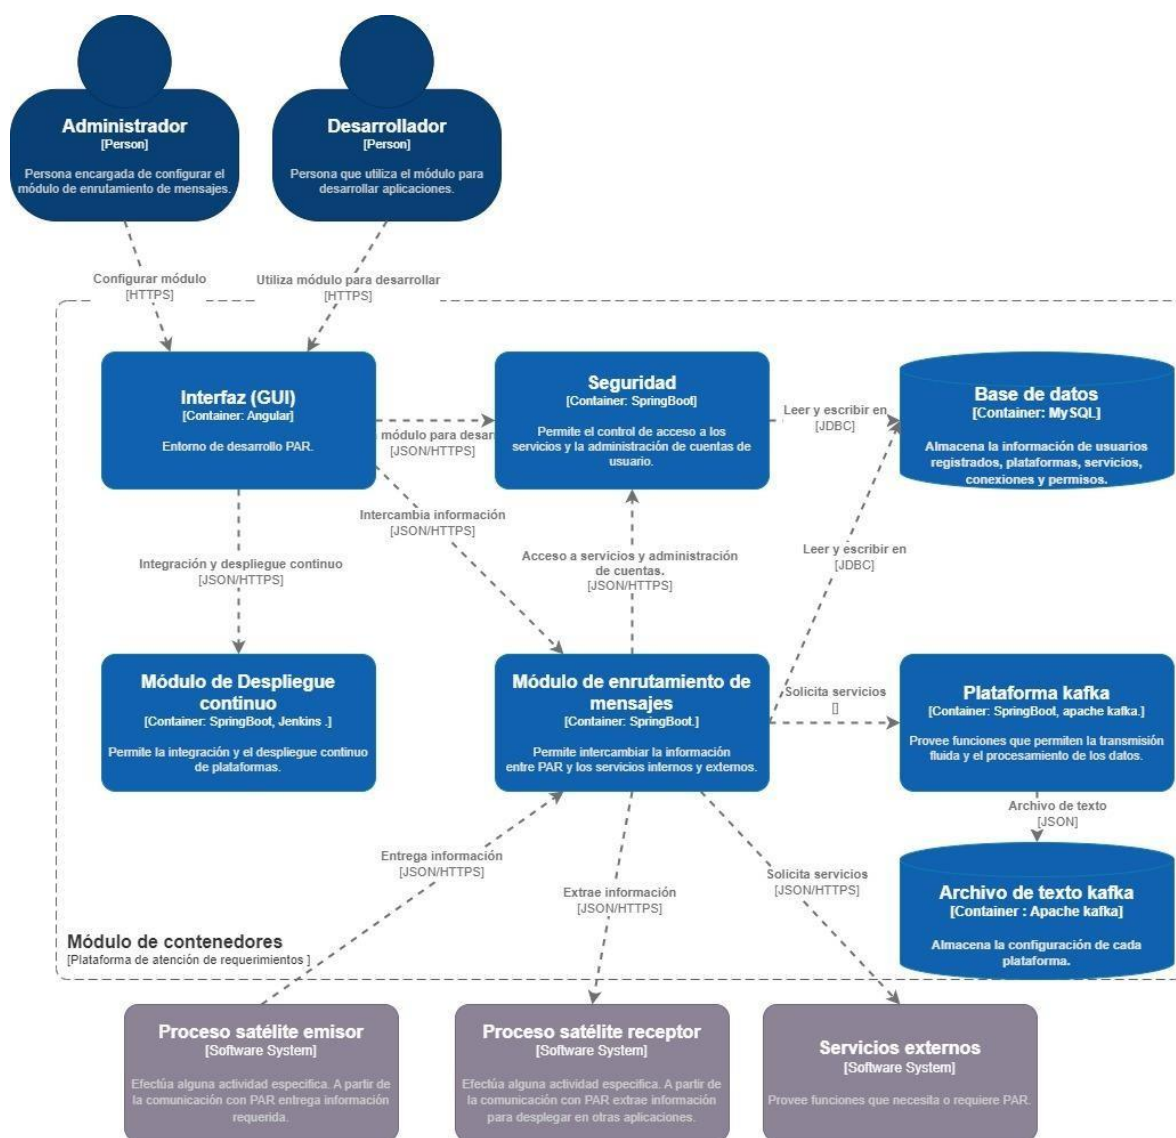 Administrador
[Person]
Persona encargada de configurar el
módulo de enrutamiento de mensajes.
Desarrollador
[Person]
Persona que utiliza el módulo para
desarrollar aplicaciones.
Configurar módulo
[HTTPS]
Utiliza módulo para desarrollar
[HTTPS]
Interfaz (GUI)
[Container: Angular]
Entorno de desarrollo PAR.
módulo para desar
[JSON/HTTPS]
Seguridad
[Container: SpringBoot]
Permite el control de acceso a los
servicios y la administración de cuentas de
usuario.
Leer y escribir en
[JDBC]
Base de datos
[Container: MySQL]
Almacena la información de usuarios
registrados, plataformas, servicios,
conexiones y permisos.
Intercambia información
[JSON/HTTPS]
Integración y despliegue continuo
[JSON/HTTPS]
Acceso a servicios y administración
de cuentas.
[JSON/HTTPS]
Leer y escribir en
[JDBC]
Módulo de Despliegue
continuo
[Container: SpringBoot, Jenkins .]
Permite la integración y el despliegue continuo
de plataformas.
Módulo de enrutamiento de
mensajes
[Container: SpringBoot.]
Permite intercambiar la información
entre PAR y los servicios internos y externos.
Solicita servicios
[]
Plataforma kafka
[Container: SpringBoot, apache kafka.]
Provee funciones que permiten la transmisión
fluida y el procesamiento de los datos.
Archivo de texto
[JSON]
Entrega información
[JSON/HTTPS]
Extrae información
[JSON/HTTPS]
Solicita servicios
[JSON/HTTPS]
Archivo de texto kafka
[Container : Apache kafka]
Almacena la configuración de cada
plataforma.
Módulo de contenedores
[Plataforma de atención de requerimientos ]
Proceso satélite emisor
[Software System]
Efectúa alguna actividad especifica. A partir de
la comunicación con PAR entrega información
requerida.
Proceso satélite receptor
[Software System]
Efectúa alguna actividad especifica. A partir de
la comunicación con PAR extrae información
para desplegar en otras aplicaciones.
Servicios externos
[Software System]
Provee funciones que necesita o requiere PAR.